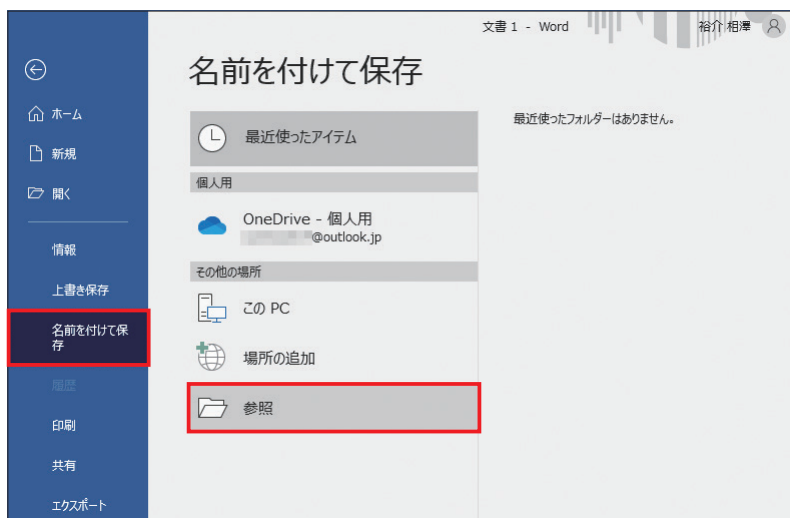 文書 1 - Word
裕介 相澤
名前を付けて保存
ホーム
新規
開く
情報
上書き保存
名前を付けて保
存
履歴
印刷
共有
エクスポート
最近使ったアイテム
個人用
OneDrive - 個人用
@outlook.jp
その他の場所
この PC
場所の追加
参照
最近使ったフォルダーはありません。